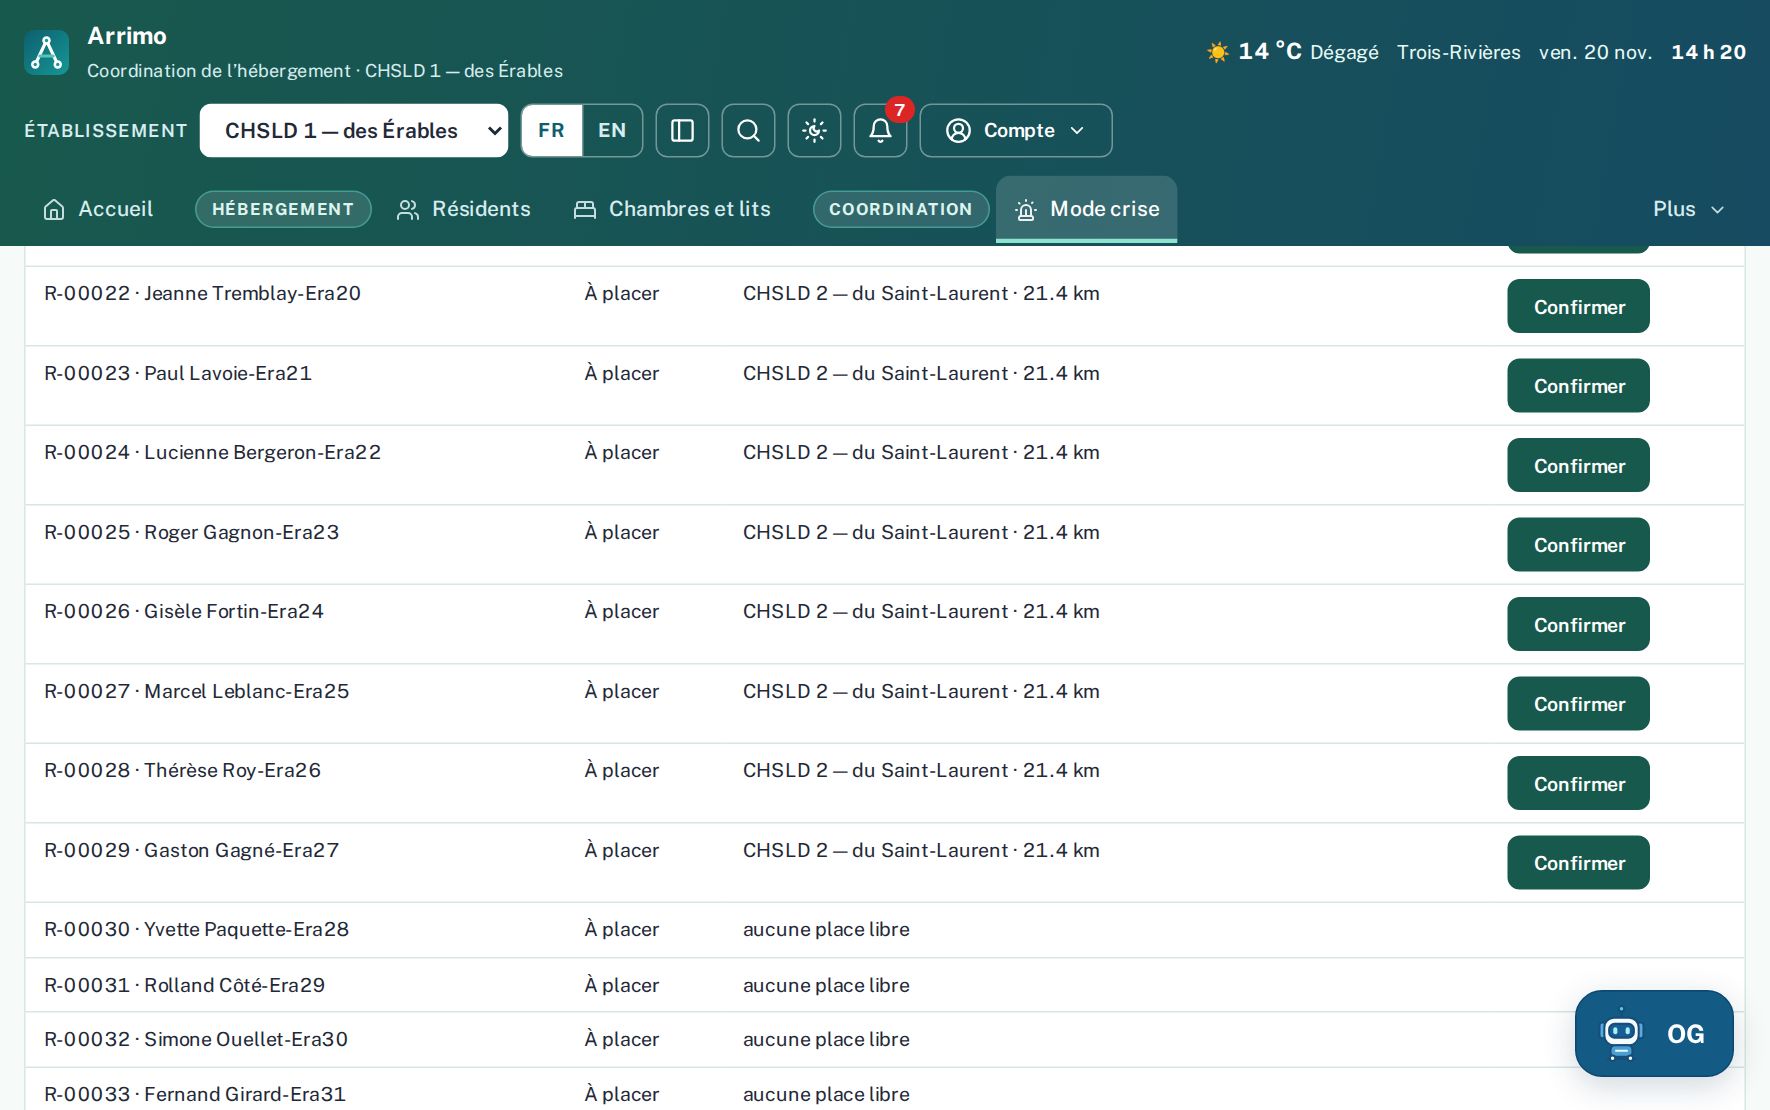 Arrimo
Coordination de l'hébergement · CHSLD 1 — des Érables
☀️ 14 °C Dégagé Trois-Rivières ven. 20 nov. 14 h 20
ÉTABLISSEMENT CHSLD 1 — des Érables FR EN 7 Compte
Accueil HÉBERGEMENT Résidents Chambres et lits COORDINATION Mode crise Plus
R-00022 · Jeanne Tremblay-Era20 À placer CHSLD 2 — du Saint-Laurent · 21.4 km Confirmer
R-00023 · Paul Lavoie-Era21 À placer CHSLD 2 — du Saint-Laurent · 21.4 km Confirmer
R-00024 · Lucienne Bergeron-Era22 À placer CHSLD 2 — du Saint-Laurent · 21.4 km Confirmer
R-00025 · Roger Gagnon-Era23 À placer CHSLD 2 — du Saint-Laurent · 21.4 km Confirmer
R-00026 · Gisèle Fortin-Era24 À placer CHSLD 2 — du Saint-Laurent · 21.4 km Confirmer
R-00027 · Marcel Leblanc-Era25 À placer CHSLD 2 — du Saint-Laurent · 21.4 km Confirmer
R-00028 · Thérèse Roy-Era26 À placer CHSLD 2 — du Saint-Laurent · 21.4 km Confirmer
R-00029 · Gaston Gagné-Era27 À placer CHSLD 2 — du Saint-Laurent · 21.4 km Confirmer
R-00030 · Yvette Paquette-Era28 À placer aucune place libre
R-00031 · Rolland Côté-Era29 À placer aucune place libre
R-00032 · Simone Ouellet-Era30 À placer aucune place libre
OG
R-00033 · Fernand Girard-Era31 À placer aucune place libre